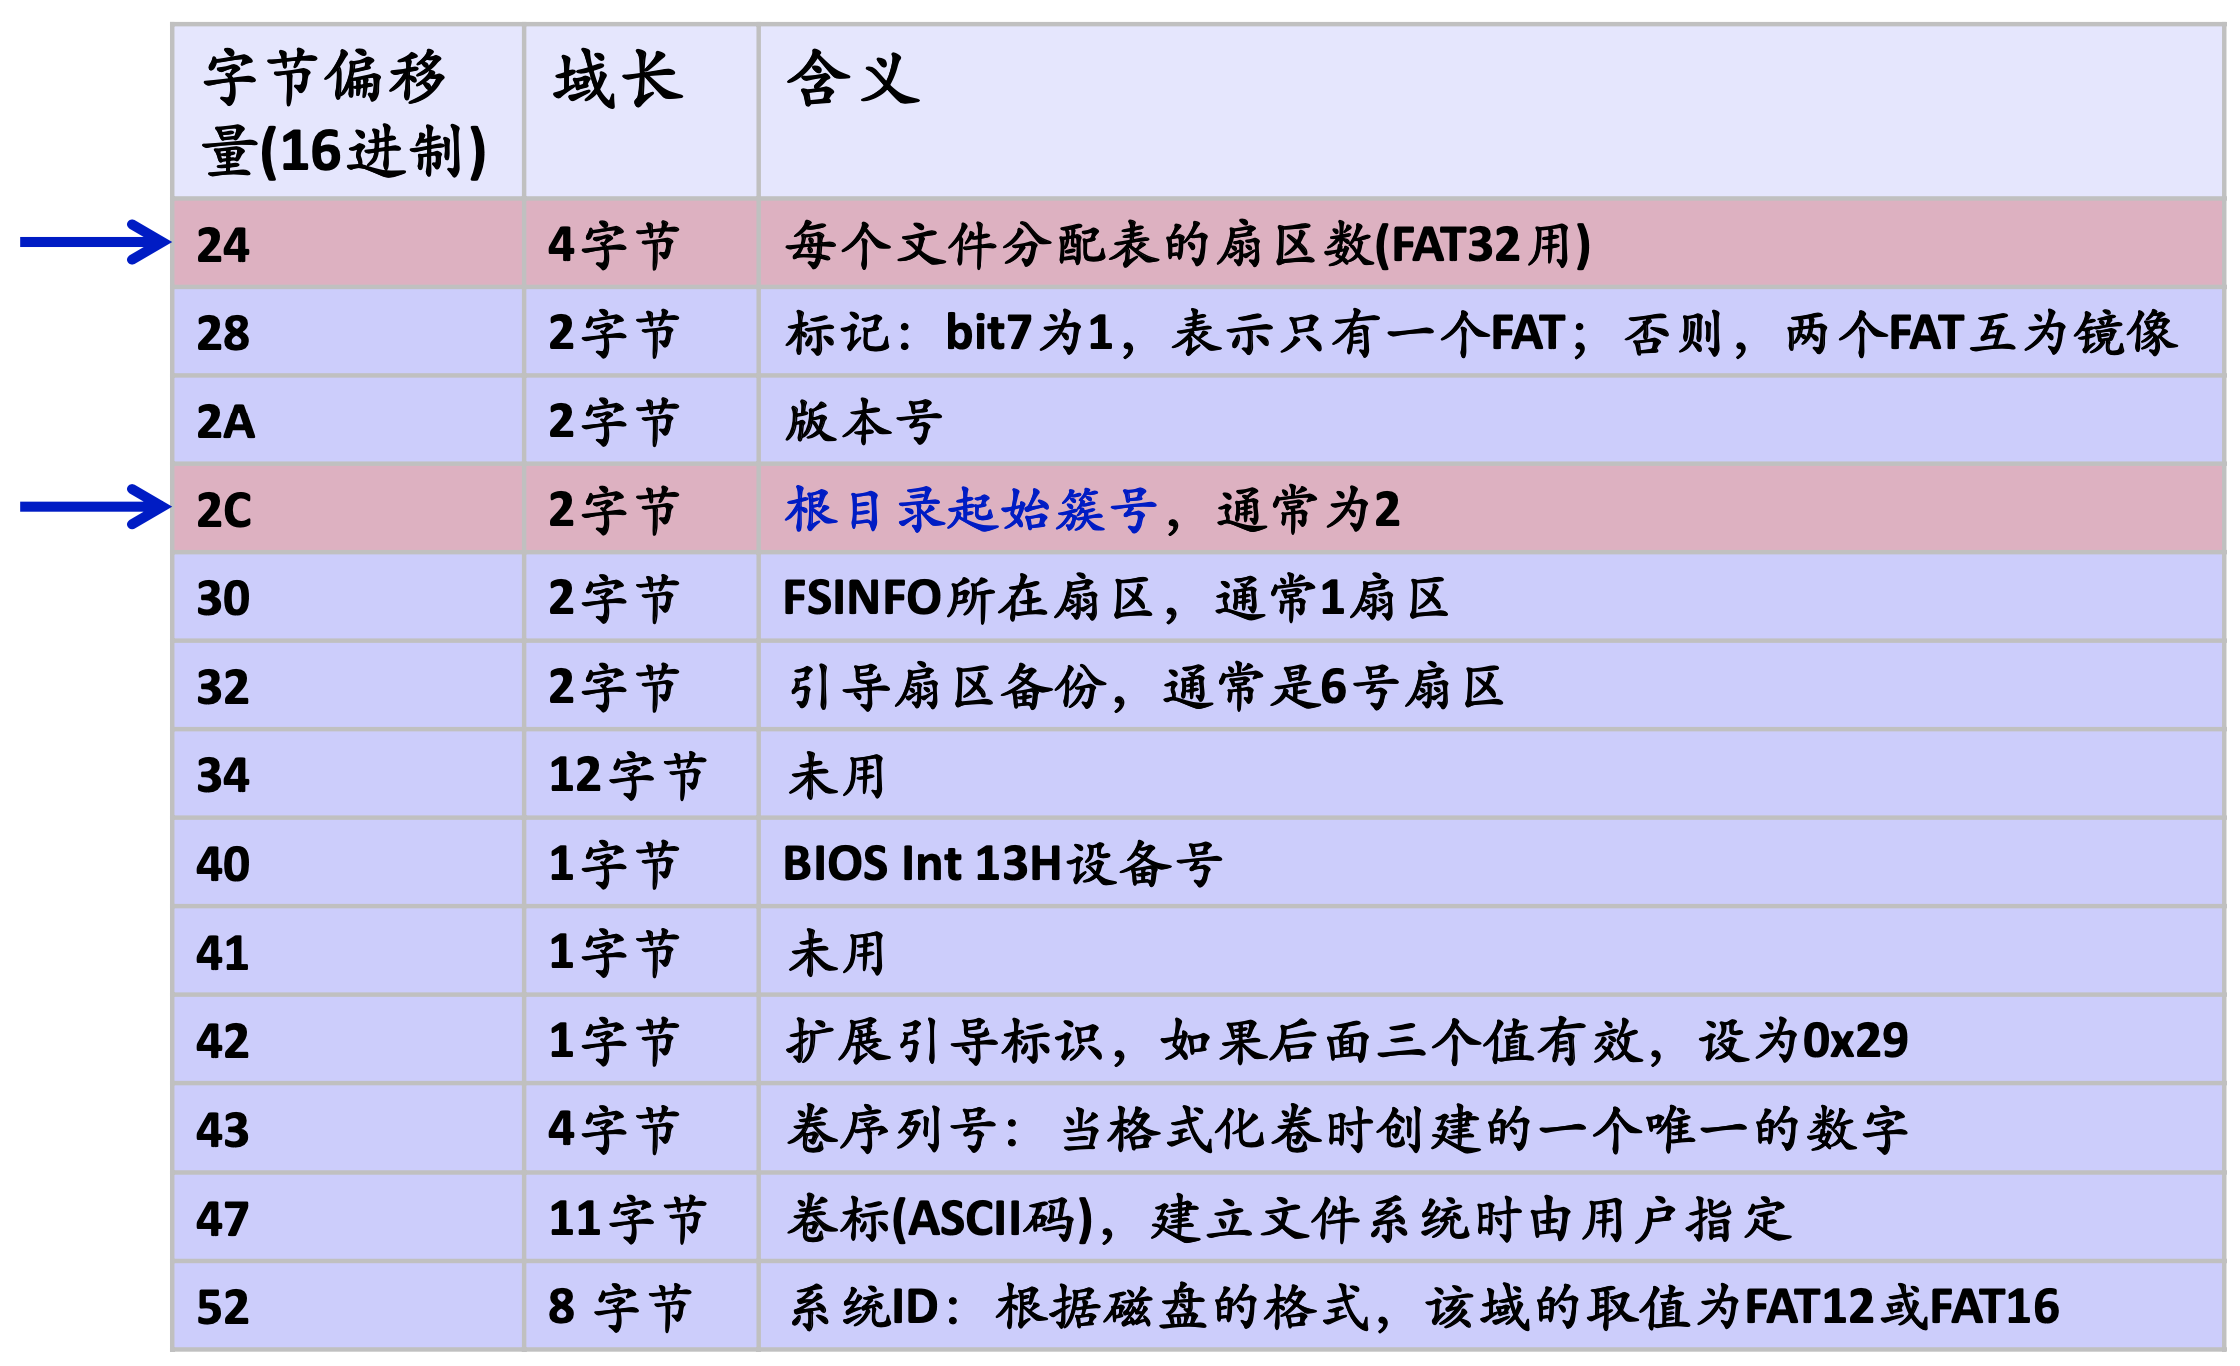 字节偏移量(16进制) 域长 含义
24 4字节 每个文件分配表的扇区数(FAT32用)
28 2字节 标记：bit7为1，表示只有一个FAT；否则，两个FAT互为镜像
2A 2字节 版本号
2C 2字节 根目录起始簇号，通常为2
30 2字节 FSINFO所在扇区，通常1扇区
32 2字节 引导扇区备份，通常是6号扇区
34 12字节 未用
40 1字节 BIOS Int 13H设备号
41 1字节 未用
42 1字节 扩展引导标识，如果后面三个值有效，设为0x29
43 4字节 卷序列号：当格式化卷时创建的一个唯一的数字
47 11字节 卷标(ASCII码)，建立文件系统时由用户指定
52 8 字节 系统ID：根据磁盘的格式，该域的取值为FAT12或FAT16